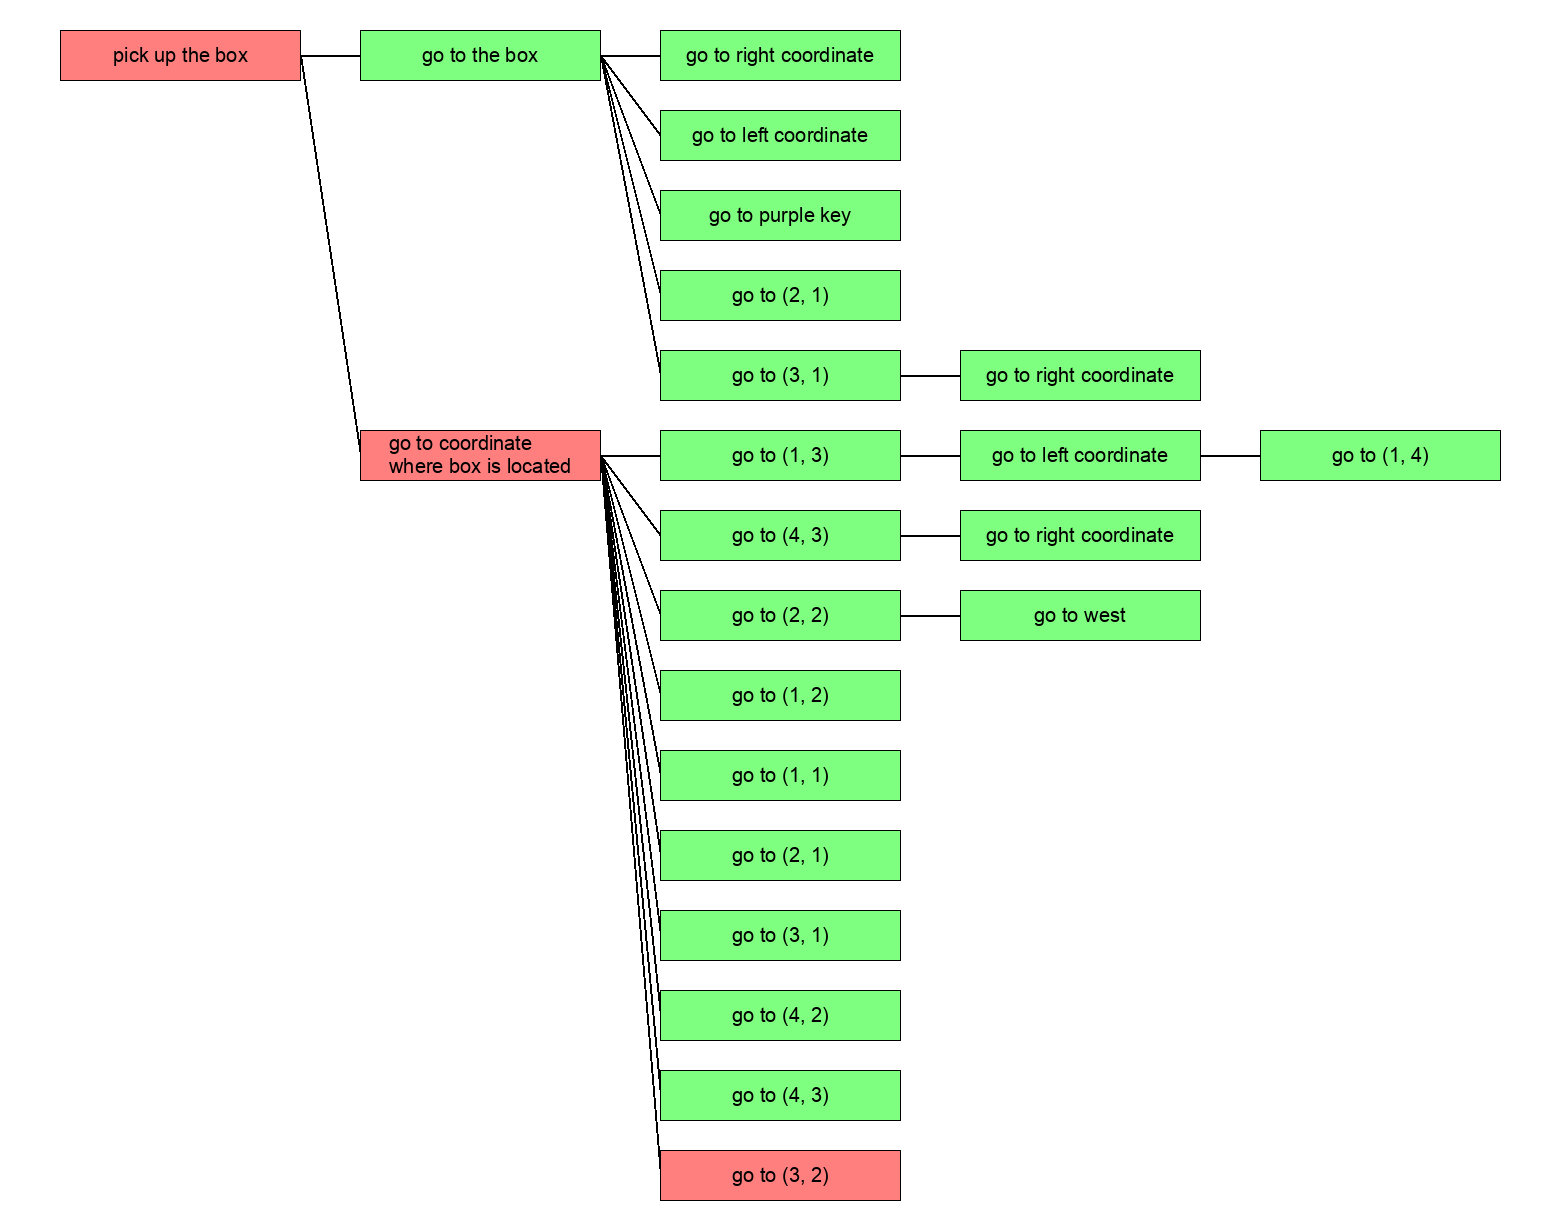 pick up the box
go to the box
go to right coordinate
go to left coordinate
go to purple key
go to (2, 1)
go to (3, 1)
go to right coordinate
go to coordinate
where box is located
go to (1, 3)
go to left coordinate
go to (1, 4)
go to (4, 3)
go to right coordinate
go to (2, 2)
go to west
go to (1, 2)
go to (1, 1)
go to (2, 1)
go to (3, 1)
go to (4, 2)
go to (4, 3)
go to (3, 2)